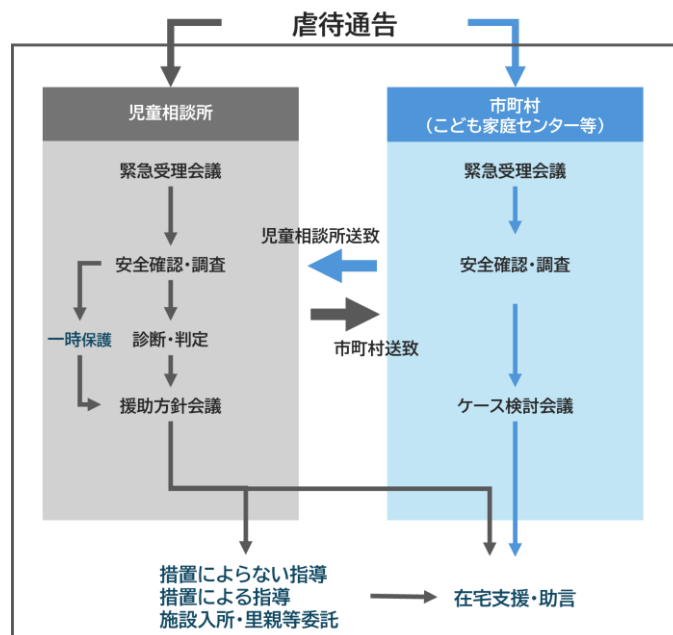 虐待通告
児童相談所
市町村
（こども家庭センター等）
緊急受理会議
緊急受理会議
児童相談所送致
安全確認・調査
安全確認・調査
一時保護
診断・判定
市町村送致
援助方針会議
ケース検討会議
措置によらない指導
措置による指導
施設入所・里親等委託
在宅支援・助言